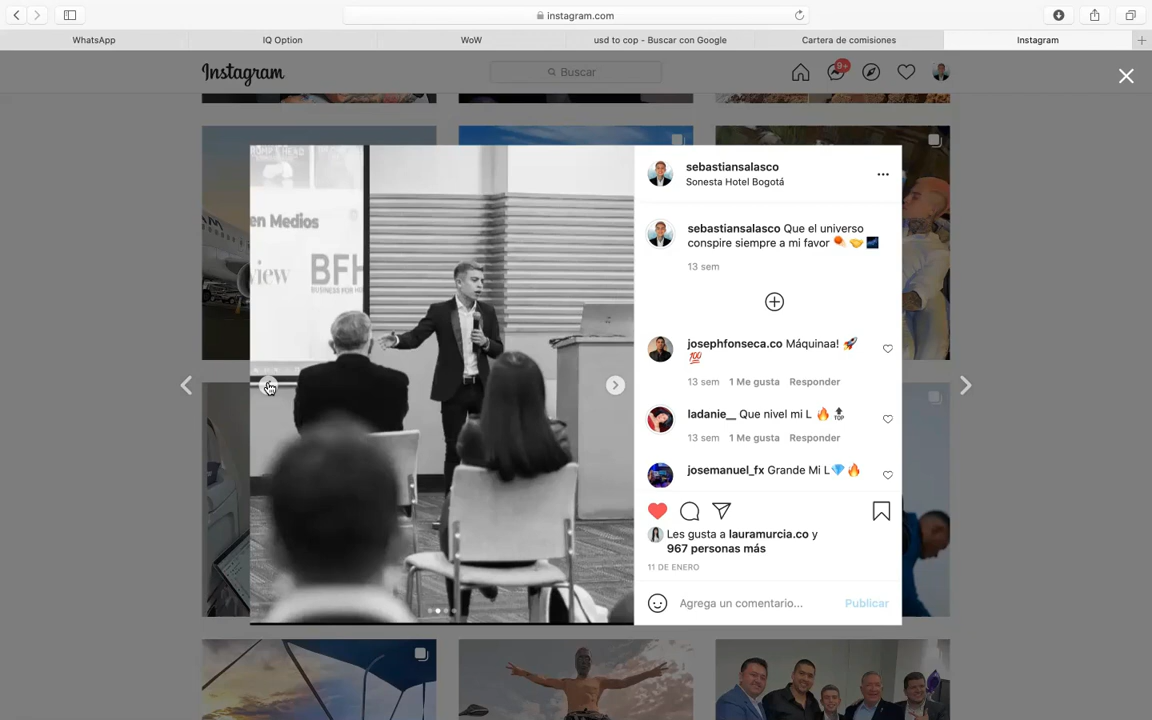 instagram.com
WhatsApp
IQ Option
WoW
usd to cop - Buscar con Google
Cartera de comisiones
Instagram
Instagram
Buscar
9+
en Medios
view
BFH
sebastiansalasco
Sonesta Hotel Bogotá
sebastiansalasco Que el universo
conspire siempre a mi favor
13 sem
josephfonseca.co Máquinaa! 🚀
💯
13 sem 1 Me gusta Responder
ladanie__ Que nivel mi L 🔥 🔝
13 sem 1 Me gusta Responder
josemanuel_fx Grande Mi L💎 🔥
Les gusta a lauramurcia.co y
967 personas más
11 DE ENERO
Agrega un comentario...
Publicar